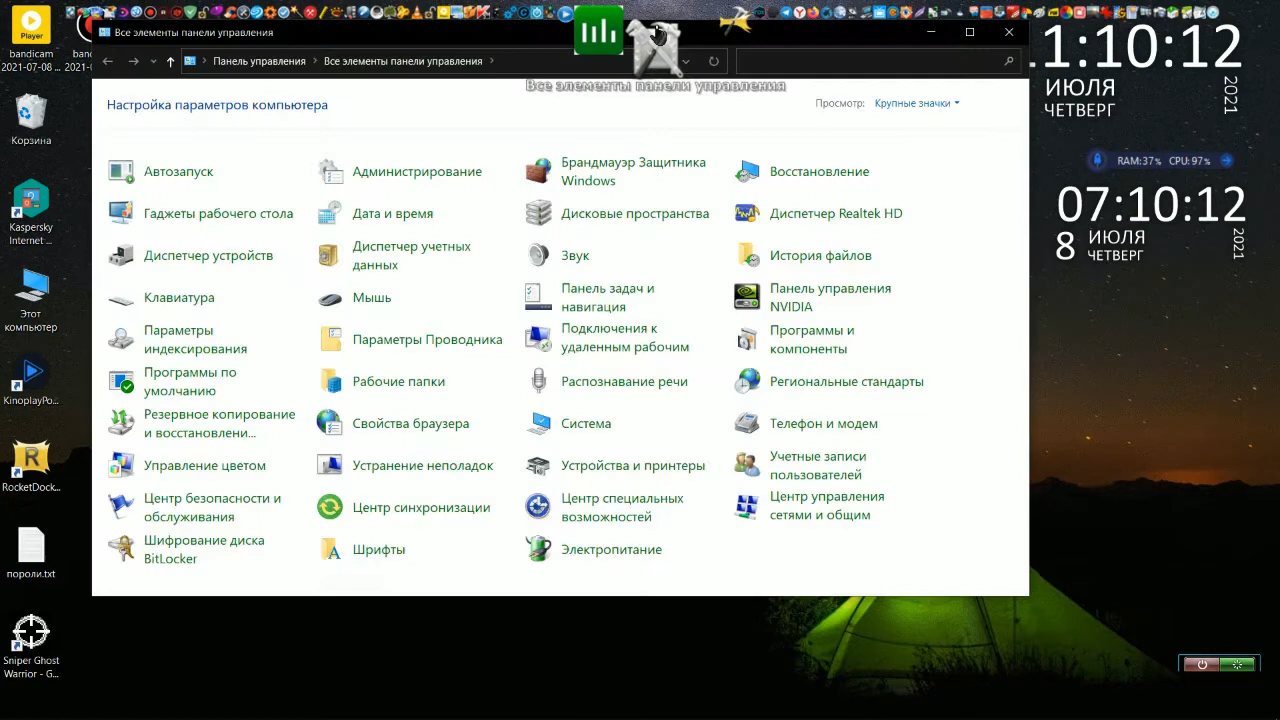 bandicam
2021-07-08 ...
Корзина
Kaspersky
Internet ...
Этот
компьютер
KinoplayPo...
RocketDock...
пороли.txt
Sniper Ghost
Warrior - G...
Все элементы панели управления
Панель управления
Все элементы панели управления
Все элементы панели управления
Настройка параметров компьютера
Просмотр:
Крупные значки
Автозапуск
Администрирование
Брандмауэр Защитника
Windows
Восстановление
Гаджеты рабочего стола
Дата и время
Дисковые пространства
Диспетчер Realtek HD
Диспетчер устройств
Диспетчер учетных
данных
Звук
История файлов
Клавиатура
Мышь
Панель задач и
навигация
Панель управления
NVIDIA
Параметры
индексирования
Параметры Проводника
Подключения к
удаленным рабочим
Программы и
компоненты
Программы по
умолчанию
Рабочие папки
Распознавание речи
Региональные стандарты
Резервное копирование
и восстановлени...
Свойства браузера
Система
Телефон и модем
Управление цветом
Устранение неполадок
Устройства и принтеры
Учетные записи
пользователей
Центр безопасности и
обслуживания
Центр синхронизации
Центр специальных
возможностей
Центр управления
сетями и общим
Шифрование диска
BitLocker
Шрифты
Электропитание
1:10:12
ИЮЛЯ
ЧЕТВЕРГ
2021
RAM:37% CPU:97%
07:10:12
8
ИЮЛЯ
ЧЕТВЕРГ
2021